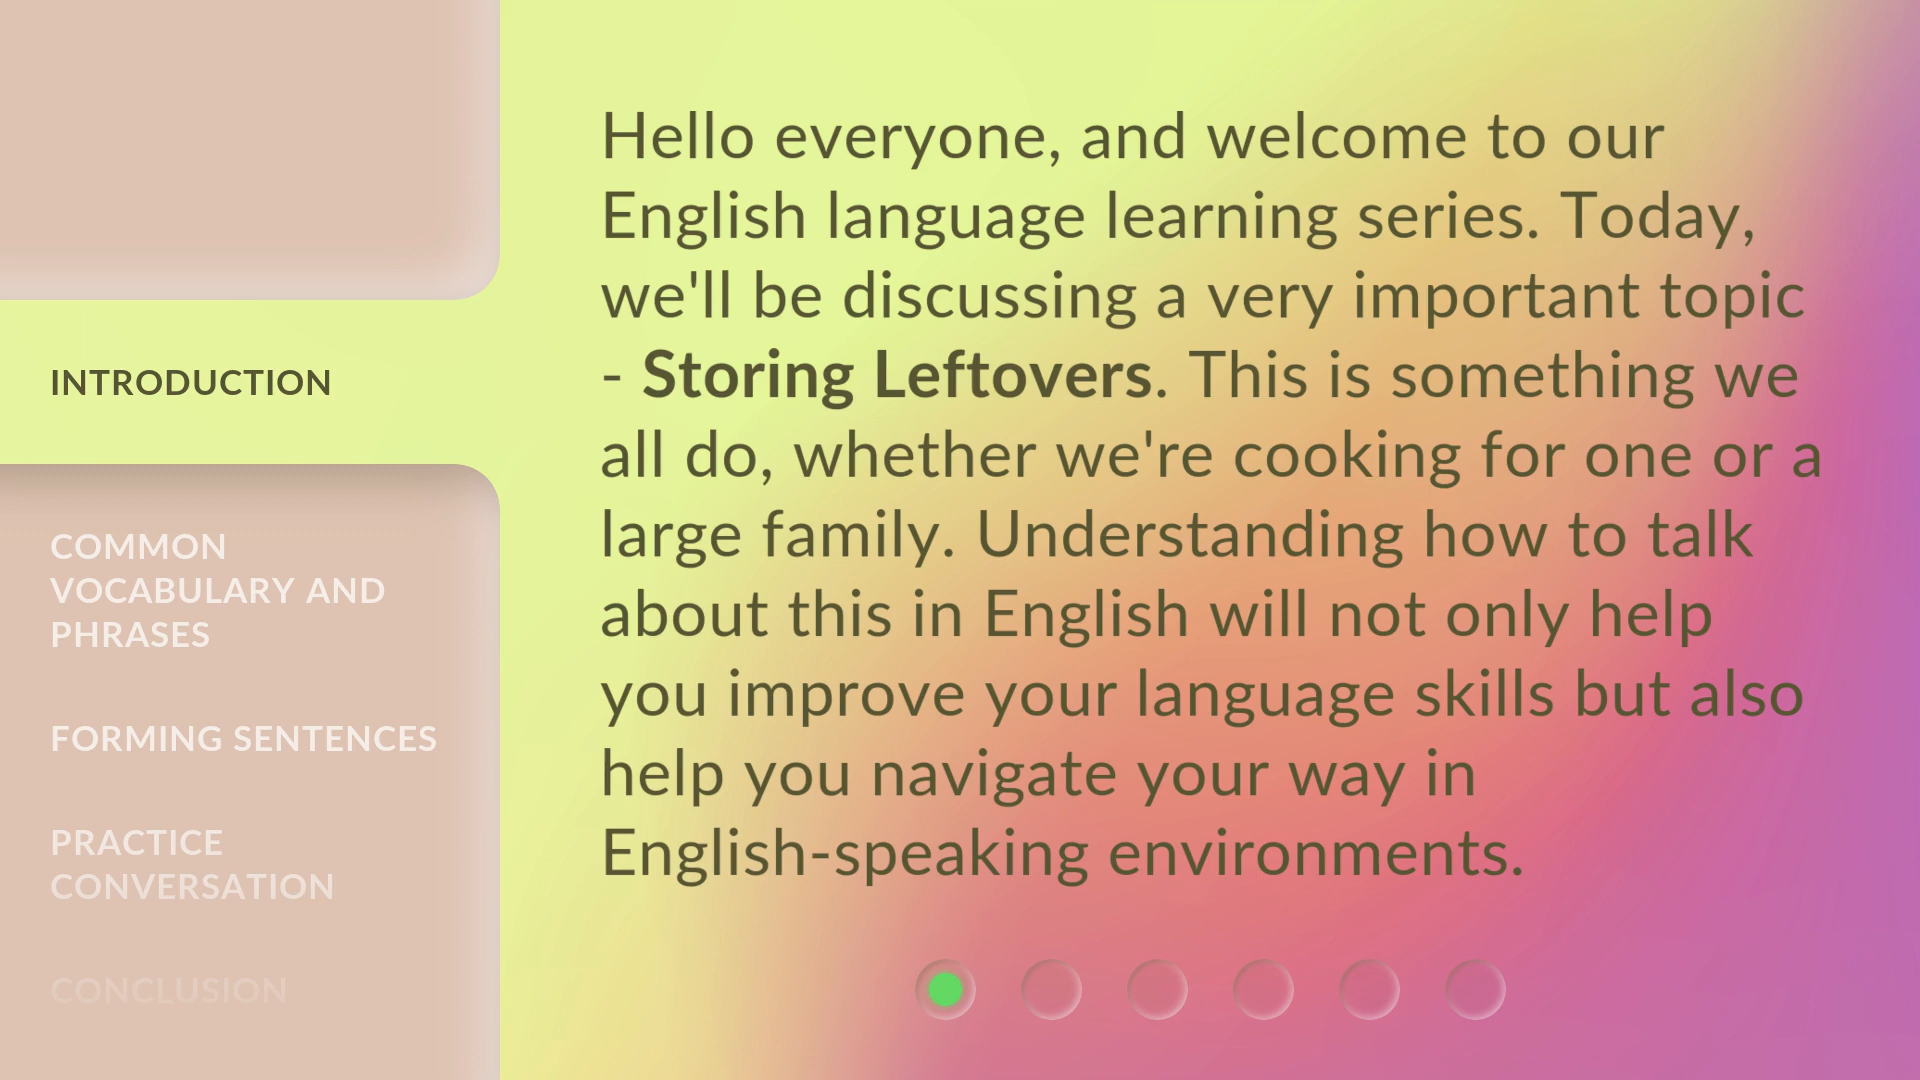 INTRODUCTION
COMMON
VOCABULARY AND
PHRASES
FORMING SENTENCES
PRACTICE
CONVERSATION
CONCLUSION
Hello everyone, and welcome to our
English language learning series. Today,
we'll be discussing a very important topic
- Storing Leftovers. This is something we
all do, whether we're cooking for one or a
large family. Understanding how to talk
about this in English will not only help
you improve your language skills but also
help you navigate your way in
English-speaking environments.